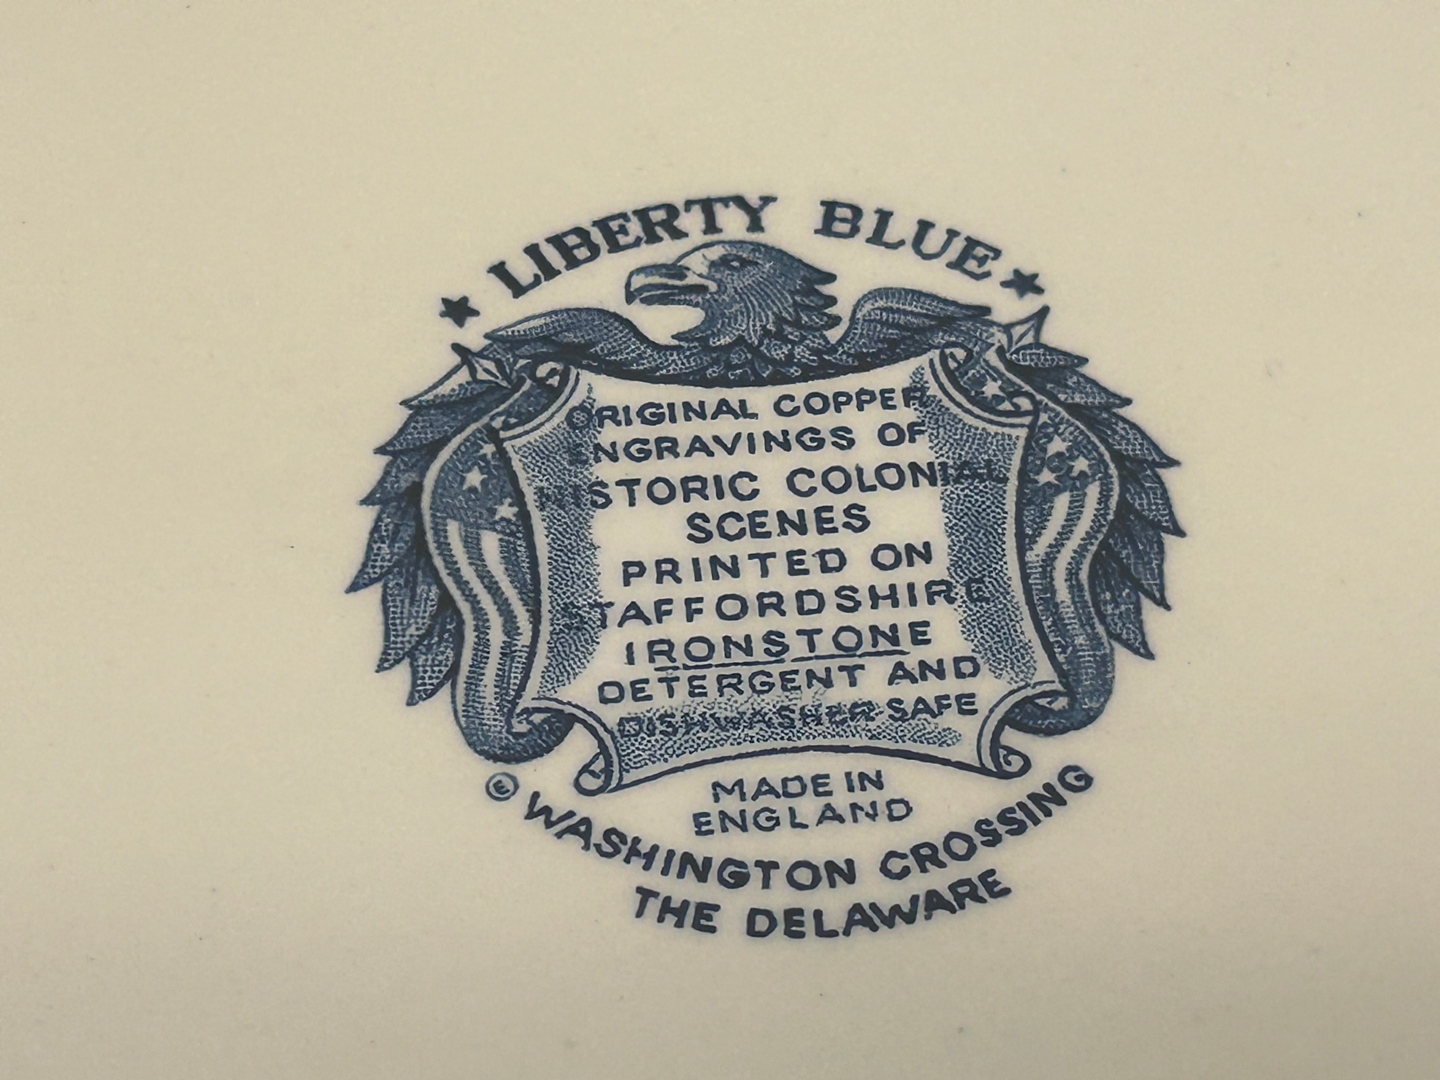 LIBERTY BLUE
ORIGINAL COPPER
ENGRAVINGS OF
HISTORIC COLONIAL
SCENES
PRINTED ON
STAFFORDSHIRE
IRONSTONE
DETERGENT AND
DISHWASHER SAFE
MADE IN
ENGLAND
© WASHINGTON CROSSING
THE DELAWARE